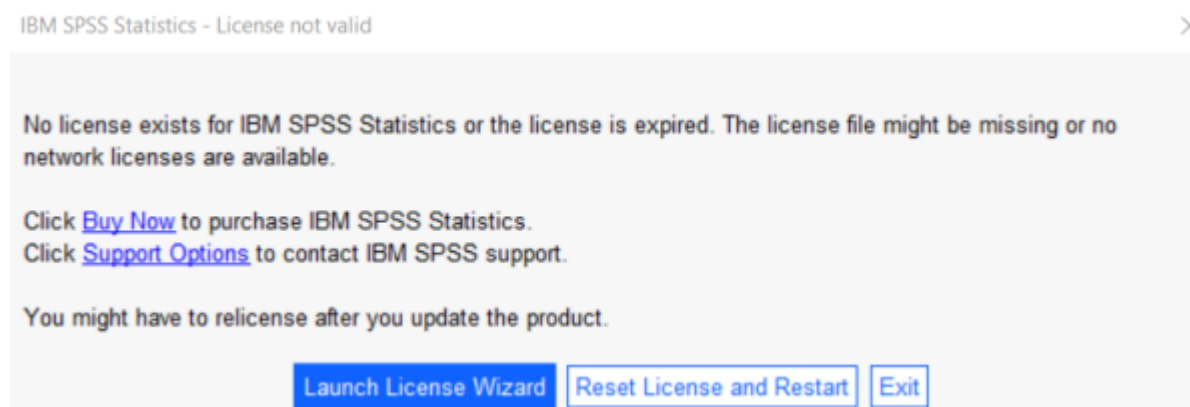 IBM SPSS Statistics - License not valid
No license exists for IBM SPSS Statistics or the license is expired. The license file might be missing or no
network licenses are available.
Click Buy Now to purchase IBM SPSS Statistics.
Click Support Options to contact IBM SPSS support.
You might have to relicense after you update the product.
Launch License Wizard Reset License and Restart Exit